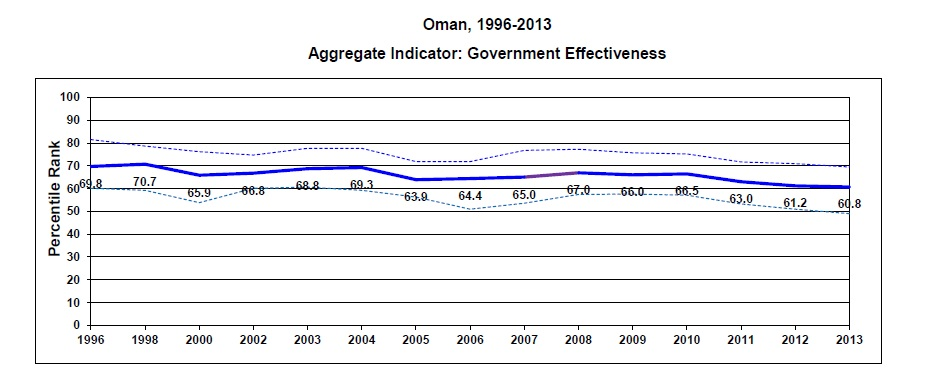 Oman, 1996-2013
Aggregate Indicator: Government Effectiveness
Percentile Rank
100
90
80
70
60
50
40
30
20
10
0
69.8 70.7 65.9 66.8 68.8 69.3 63.9 64.4 65.0 67.0 66.0 66.5 63.0 61.2 60.8
1996 1998 2000 2002 2003 2004 2005 2006 2007 2008 2009 2010 2011 2012 2013